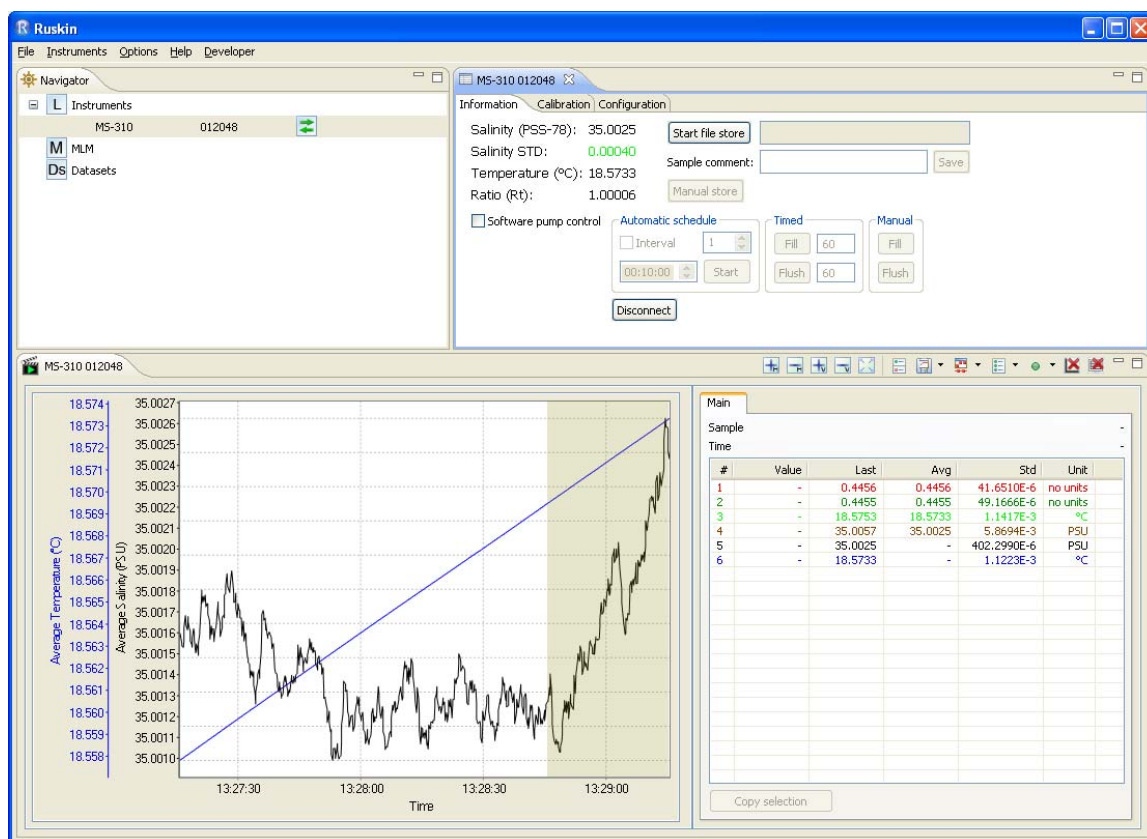 Ruskin
File Instruments Options Help Developer
Navigator
L Instruments
MS-310 012048
M MLM
Ds Datasets
MS-310 012048
Information Calibration Configuration
Salinity (PSS-78): 35.0025 Start file store
Salinity STD: 0.00040 Sample comment: Save
Temperature (ºC): 18.5733 Manual store
Ratio (Rt): 1.00006
Software pump control
Automatic schedule
Interval 1
00:10:00 Start
Timed
Fill 60
Flush 60
Manual
Fill
Flush
Disconnect
MS-310 012048
Average Temperature (ºC)
18.574
18.573
18.572
18.571
18.570
18.569
18.568
18.567
18.566
18.565
18.564
18.563
18.562
18.561
18.560
18.559
18.558
Average Salinity (PSU)
35.0027
35.0026
35.0025
35.0024
35.0023
35.0022
35.0021
35.0020
35.0019
35.0018
35.0017
35.0016
35.0015
35.0014
35.0013
35.0012
35.0011
35.0010
13:27:30 13:28:00 13:28:30 13:29:00
Time
Main
Sample -
Time -
# Value Last Avg Std Unit
1 - 0.4456 0.4456 41.6510E-6 no units
2 - 0.4455 0.4455 49.1666E-6 no units
3 - 18.5753 18.5733 1.1417E-3 ºC
4 - 35.0057 35.0025 5.8694E-3 PSU
5 - 35.0025 - 402.2990E-6 PSU
6 - 18.5733 - 1.1223E-3 ºC
Copy selection